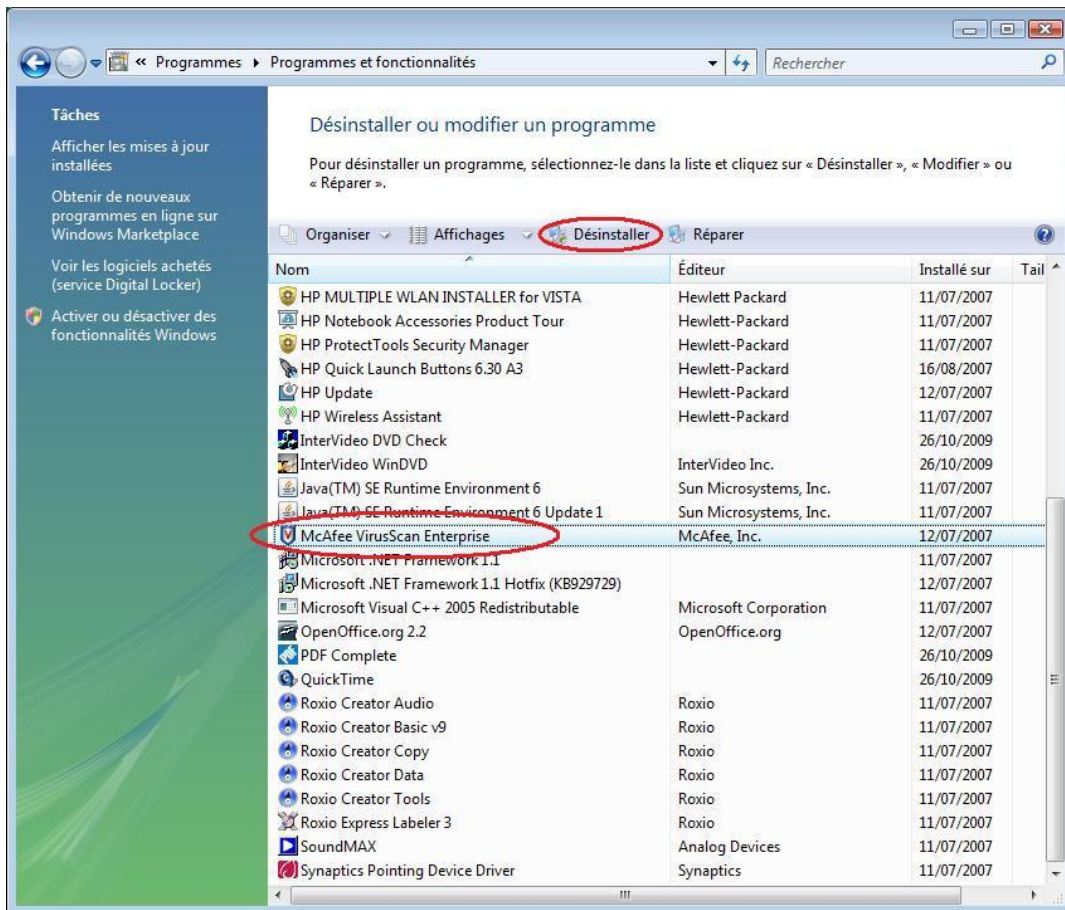 Programmes
Programmes et fonctionnalités
Rechercher
Tâches
Afficher les mises à jour
installées
Obtenir de nouveaux
programmes en ligne sur
Windows Marketplace
Voir les logiciels achetés
(service Digital Locker)
Activer ou désactiver des
fonctionnalités Windows
Désinstaller ou modifier un programme
Pour désinstaller un programme, sélectionnez-le dans la liste et cliquez sur « Désinstaller », « Modifier » ou
« Réparer ».
Organiser Affichages Désinstaller Réparer
Nom Éditeur Installé sur Tail
HP MULTIPLE WLAN INSTALLER for VISTA Hewlett Packard 11/07/2007
HP Notebook Accessories Product Tour Hewlett-Packard 11/07/2007
HP ProtectTools Security Manager Hewlett-Packard 11/07/2007
HP Quick Launch Buttons 6.30 A3 Hewlett-Packard 16/08/2007
HP Update Hewlett-Packard 12/07/2007
HP Wireless Assistant Hewlett-Packard 11/07/2007
InterVideo DVD Check 26/10/2009
InterVideo WinDVD InterVideo Inc. 26/10/2009
Java(TM) SE Runtime Environment 6 Sun Microsystems, Inc. 11/07/2007
Java(TM) SE Runtime Environment 6 Update 1 Sun Microsystems, Inc. 11/07/2007
McAfee VirusScan Enterprise McAfee, Inc. 12/07/2007
Microsoft .NET Framework 1.1 11/07/2007
Microsoft .NET Framework 1.1 Hotfix (KB929729) 12/07/2007
Microsoft Visual C++ 2005 Redistributable Microsoft Corporation 11/07/2007
OpenOffice.org 2.2 OpenOffice.org 12/07/2007
PDF Complete 26/10/2009
QuickTime 26/10/2009
Roxio Creator Audio Roxio 11/07/2007
Roxio Creator Basic v9 Roxio 11/07/2007
Roxio Creator Copy Roxio 11/07/2007
Roxio Creator Data Roxio 11/07/2007
Roxio Creator Tools Roxio 11/07/2007
Roxio Express Labeler 3 Roxio 11/07/2007
SoundMAX Analog Devices 11/07/2007
Synaptics Pointing Device Driver Synaptics 11/07/2007